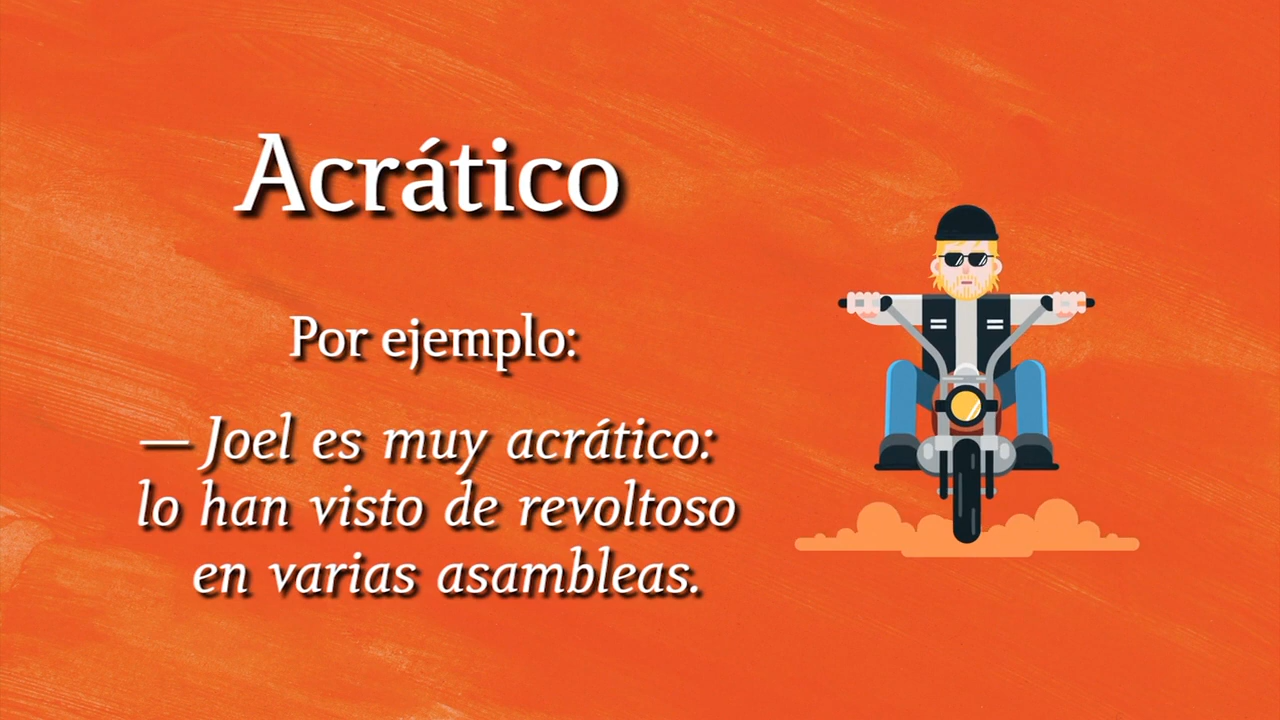 Acrático
Por ejemplo:
— Joel es muy acrático:
lo han visto de revoltoso
en varias asambleas.